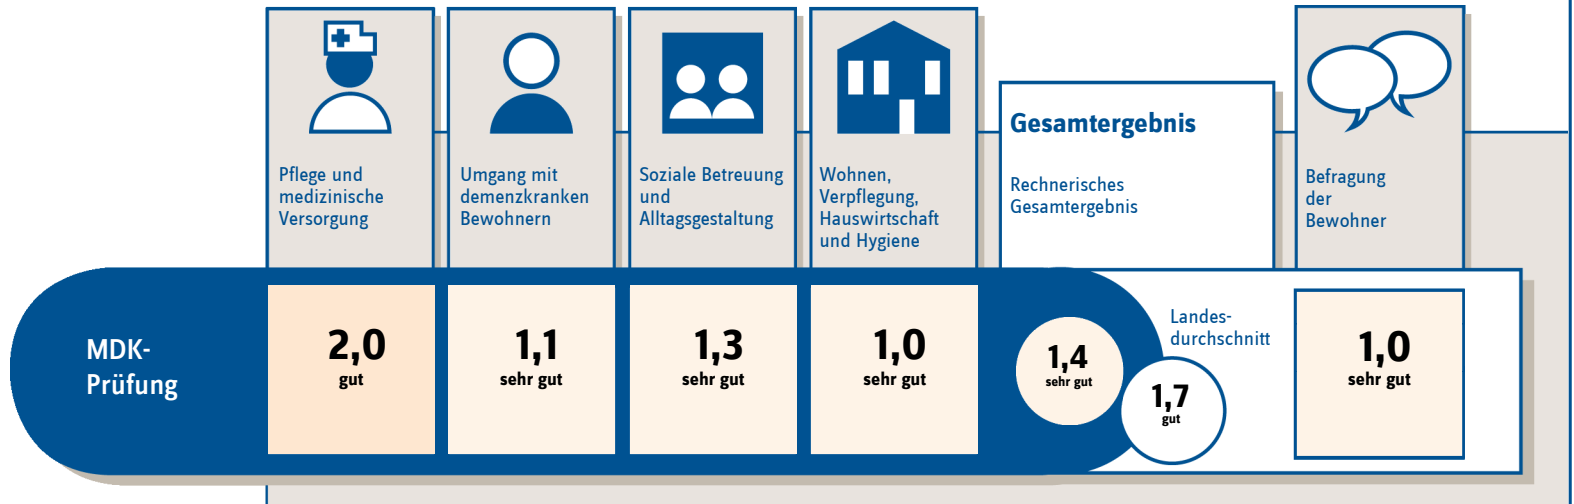 Pflege und
medizinische
Versorgung
Umgang mit
demenzkranken
Bewohnern
Soziale Betreuung
und
Alltagsgestaltung
Wohnen,
Verpflegung,
Hauswirtschaft
und Hygiene
Gesamtergebnis
Rechnerisches
Gesamtergebnis
Befragung
der
Bewohner
MDK-
Prüfung
2,0
gut
1,1
sehr gut
1,3
sehr gut
1,0
sehr gut
1,4
sehr gut
Landes-
durchschnitt
1,7
gut
1,0
sehr gut